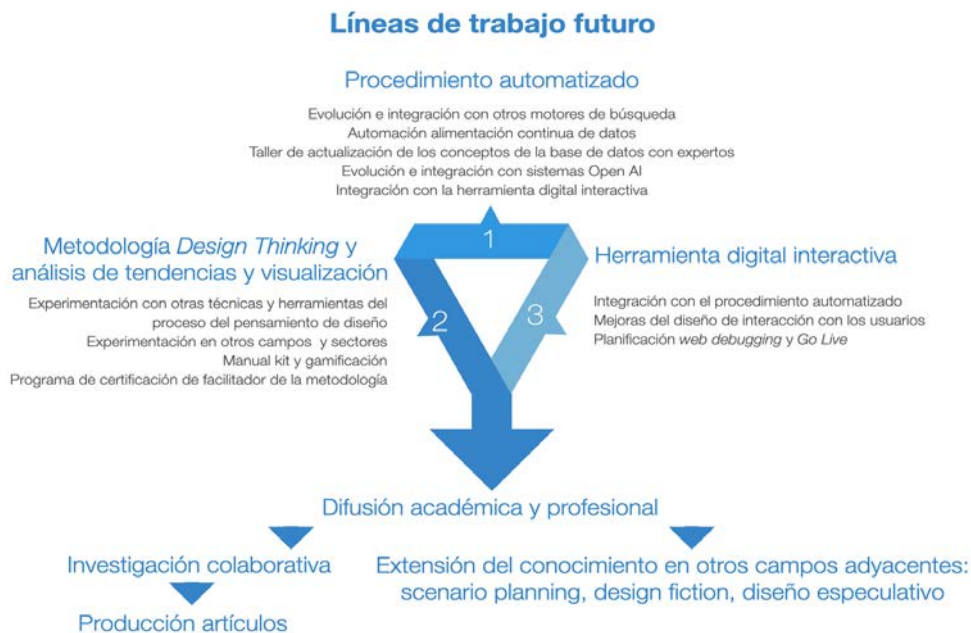 Líneas de trabajo futuro
Procedimiento automatizado
Evolución e integración con otros motores de búsqueda
Automación alimentación continua de datos
Taller de actualización de los conceptos de la base de datos con expertos
Evolución e integración con sistemas Open AI
Integración con la herramienta digital interactiva
1
Metodología Design Thinking y
análisis de tendencias y visualización
Experimentación con otras técnicas y herramientas del
proceso del pensamiento de diseño
Experimentación en otros campos y sectores
Manual kit y gamificación
Programa de certificación de facilitador de la metodología
2
3
Herramienta digital interactiva
Integración con el procedimiento automatizado
Mejoras del diseño de interacción con los usuarios
Planificación web debugging y Go Live
Difusión académica y profesional
Investigación colaborativa
Producción artículos
Extensión del conocimiento en otros campos adyacentes:
scenario planning, design fiction, diseño especulativo